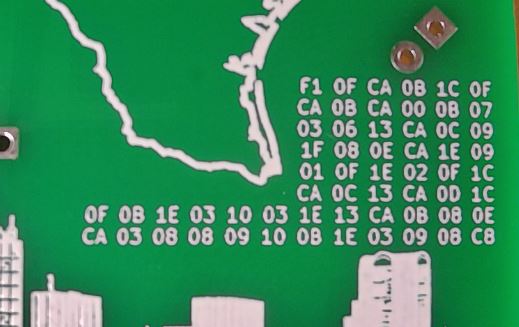 F1 0F CA 0B 1C 0F
CA 0B CA 00 0B 07
03 06 13 CA 0C 09
1F 08 0E CA 1E 09
01 0F 1E 02 0F 1C
CA 0C 13 CA 0D 1C
0F 0B 1E 03 10 03 1E 13 CA 0B 08 0E
CA 03 08 08 09 10 0B 1E 03 09 08 C8